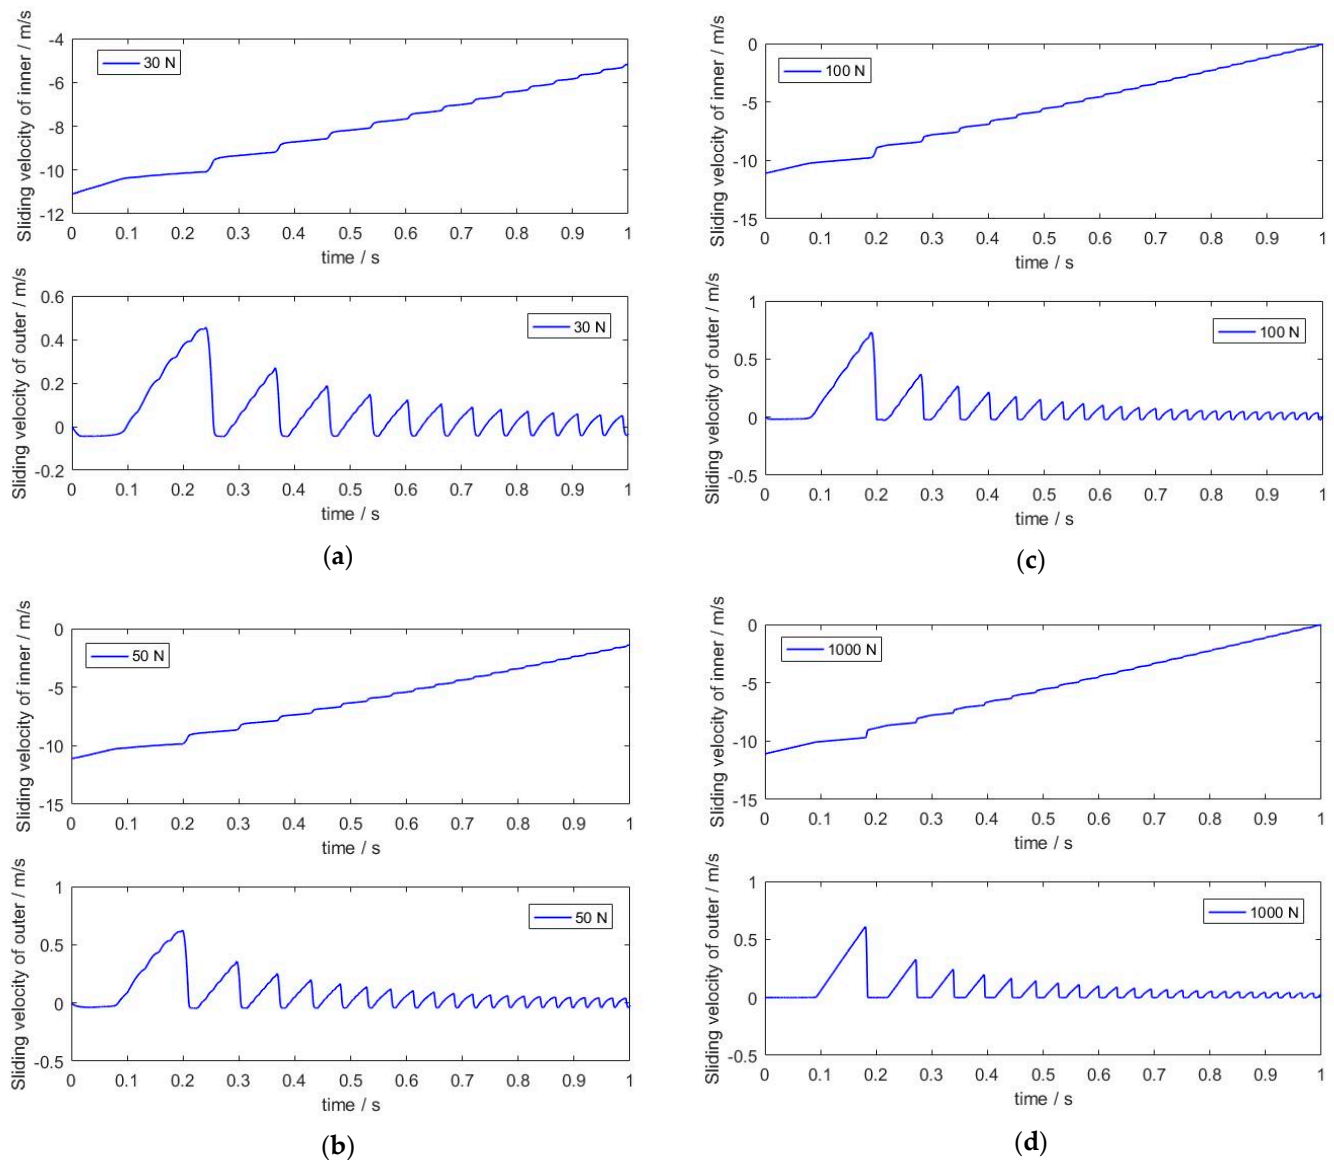 Sliding velocity of inner / m/s
-4
-6
-8
-10
-12
30 N
0 0.1 0.2 0.3 0.4 0.5 0.6 0.7 0.8 0.9 1
time / s
Sliding velocity of outer / m/s
0.6
0.4
0.2
0
-0.2
30 N
0 0.1 0.2 0.3 0.4 0.5 0.6 0.7 0.8 0.9 1
time / s
(a)
Sliding velocity of inner / m/s
0
-5
-10
-15
100 N
0 0.1 0.2 0.3 0.4 0.5 0.6 0.7 0.8 0.9 1
time / s
Sliding velocity of outer / m/s
1
0.5
0
-0.5
100 N
0 0.1 0.2 0.3 0.4 0.5 0.6 0.7 0.8 0.9 1
time / s
(c)
Sliding velocity of inner / m/s
0
-5
-10
-15
50 N
0 0.1 0.2 0.3 0.4 0.5 0.6 0.7 0.8 0.9 1
time / s
Sliding velocity of outer / m/s
1
0.5
0
-0.5
50 N
0 0.1 0.2 0.3 0.4 0.5 0.6 0.7 0.8 0.9 1
time / s
(b)
Sliding velocity of inner / m/s
0
-5
-10
-15
1000 N
0 0.1 0.2 0.3 0.4 0.5 0.6 0.7 0.8 0.9 1
time / s
Sliding velocity of outer / m/s
1
0.5
0
-0.5
1000 N
0 0.1 0.2 0.3 0.4 0.5 0.6 0.7 0.8 0.9 1
time / s
(d)